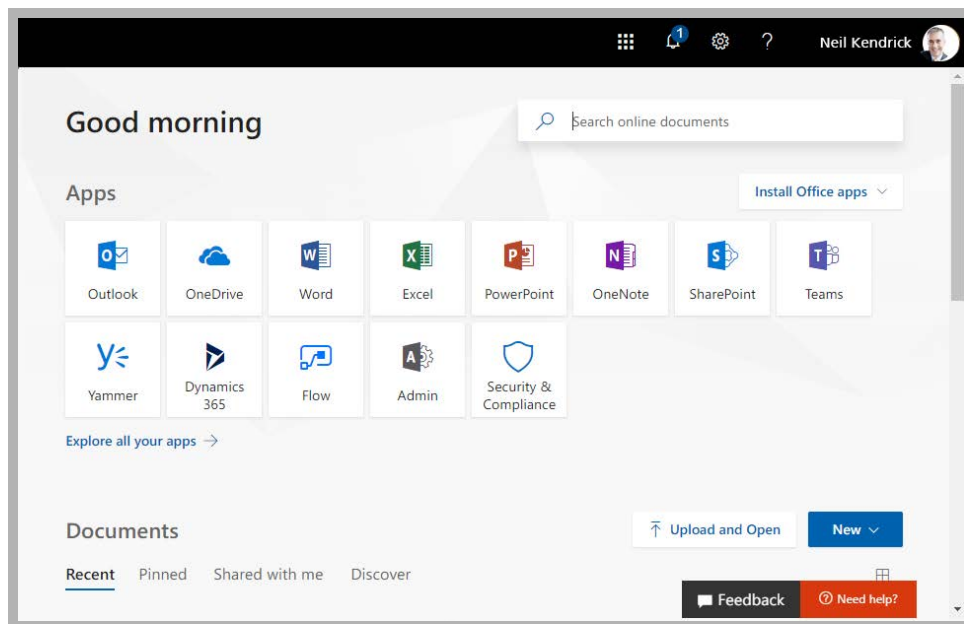 1
Neil Kendrick
Good morning
Search online documents
Apps
Install Office apps
Outlook
OneDrive
Word
Excel
PowerPoint
OneNote
SharePoint
Teams
Yammer
Dynamics
365
Flow
Admin
Security &
Compliance
Explore all your apps
Documents
Upload and Open
New
Recent Pinned Shared with me Discover
Feedback
Need help?